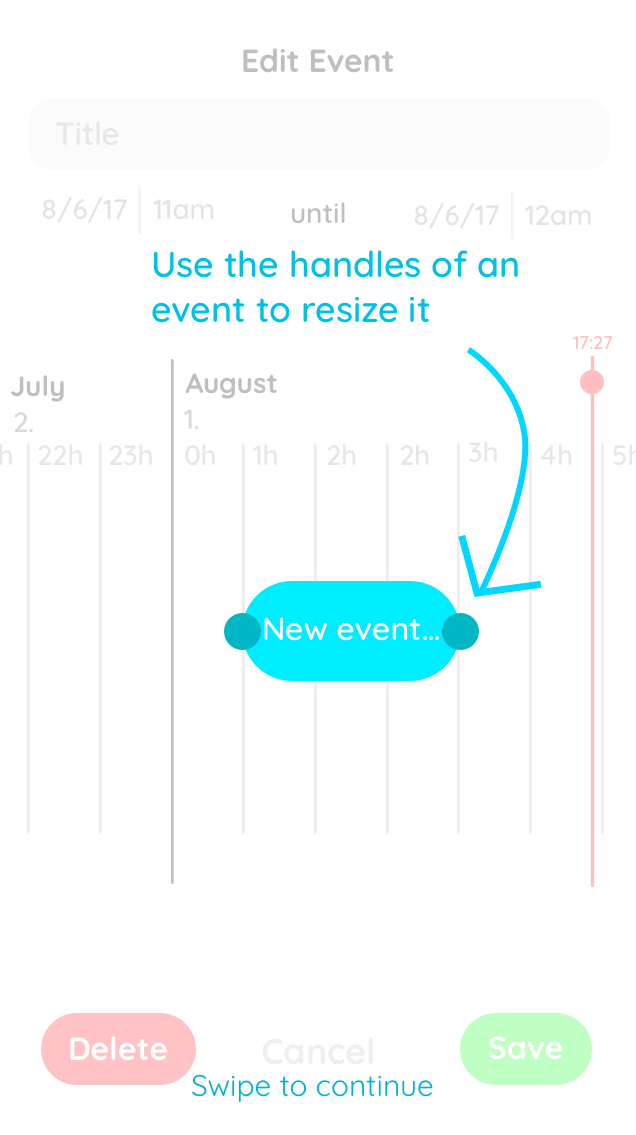 Edit Event
Title
8/6/17 11am until 8/6/17 12am
Use the handles of an
event to resize it
17:27
July August
2. 1.
h 22h 23h 0h 1h 2h 2h 3h 4h 5h
New event...
Delete Cancel Save
Swipe to continue